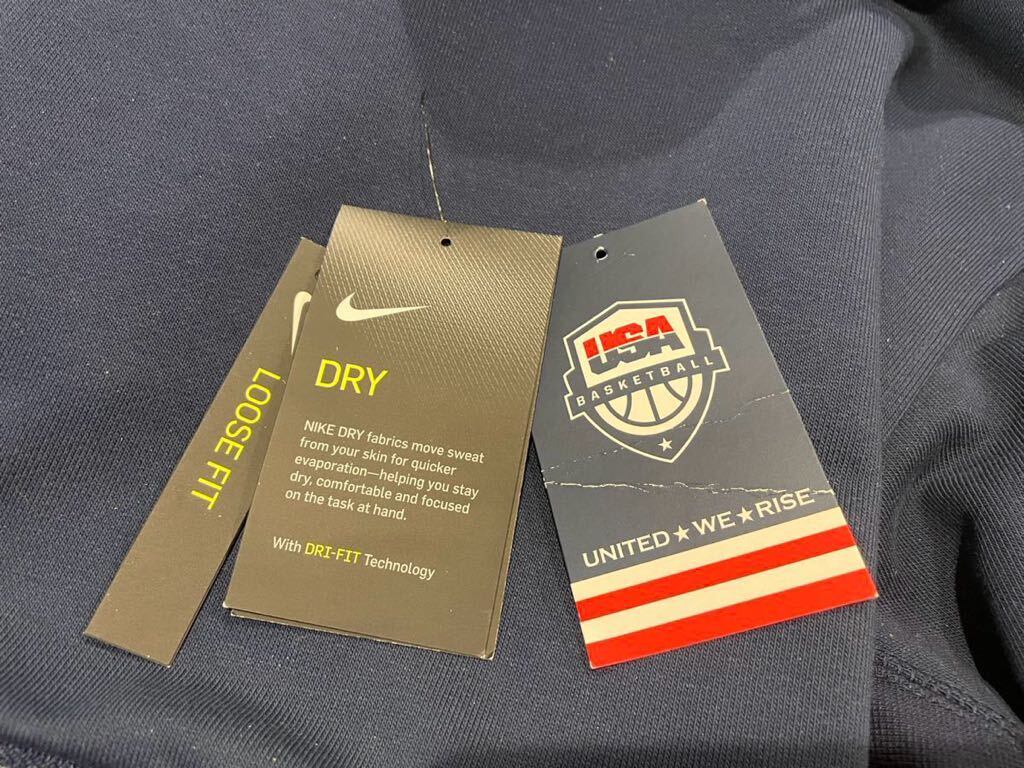 LOOSE FIT
DRY
NIKE DRY fabrics move sweat
from your skin for quicker
evaporation—helping you stay
dry, comfortable and focused
on the task at hand.
With DRI-FIT Technology
USA
BASKETBALL
UNITED★WE★RISE